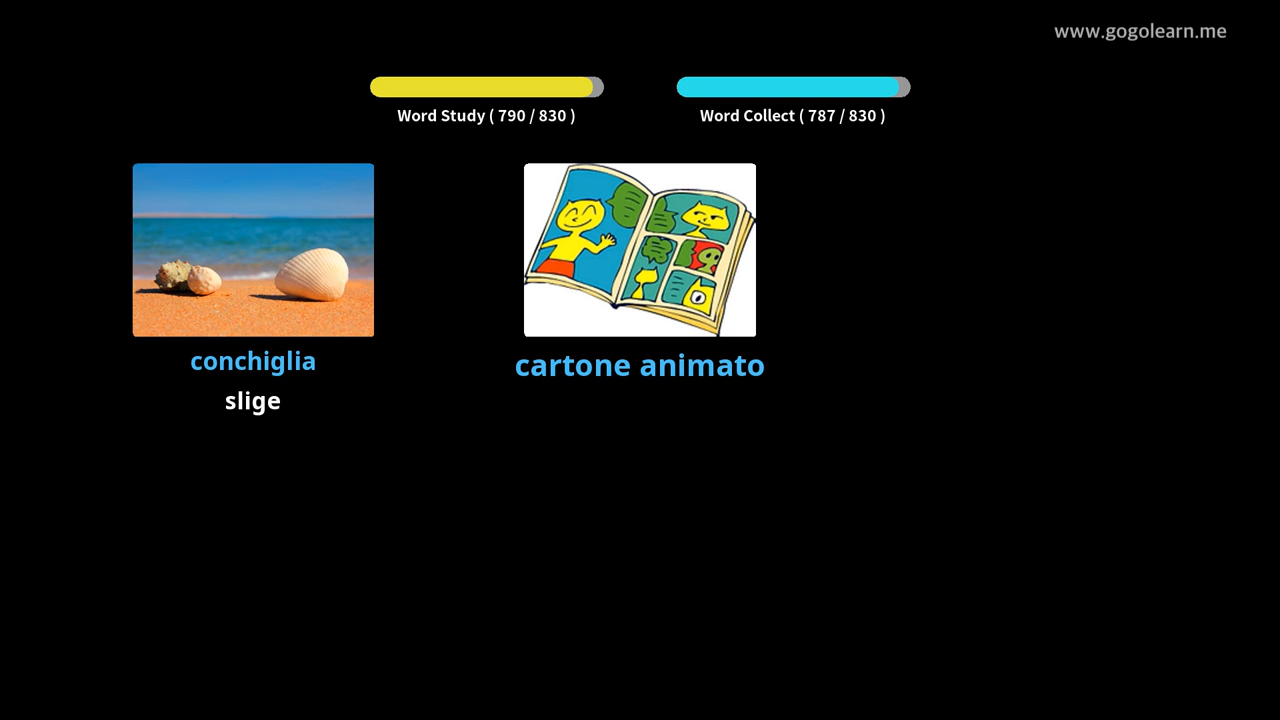 www.gogolearn.me
Word Study ( 790 / 830 )
Word Collect ( 787 / 830 )
conchiglia
slige
cartone animato